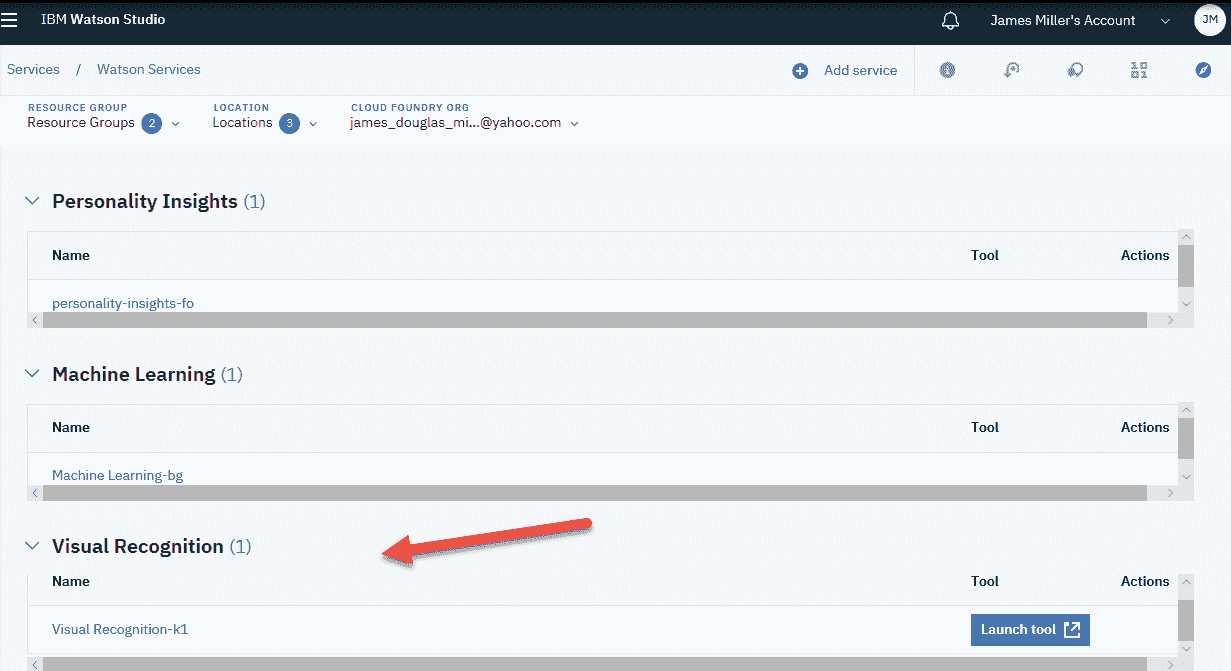 IBM Watson Studio
James Miller's Account
JM
Services / Watson Services
Add service
RESOURCE GROUP
Resource Groups 2
LOCATION
Locations 3
CLOUD FOUNDRY ORG
james_douglas_mi...@yahoo.com
Personality Insights (1)
Name Tool Actions
personality-insights-fo
Machine Learning (1)
Name Tool Actions
Machine Learning-bg
Visual Recognition (1)
Name Tool Actions
Visual Recognition-k1 Launch tool